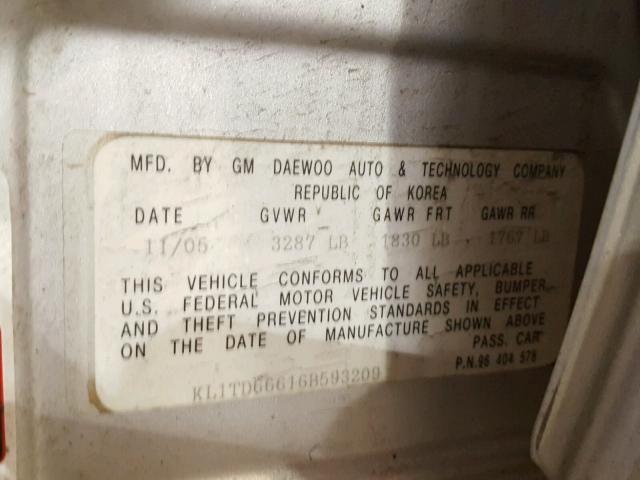 MFD. BY GM DAEWOO AUTO & TECHNOLOGY COMPANY
REPUBLIC OF KOREA
DATE GVWR GAWR FRT GAWR RR
11/05 3287 LB 1830 LB 1767 LB
THIS VEHICLE CONFORMS TO ALL APPLICABLE
U.S. FEDERAL MOTOR VEHICLE SAFETY, BUMPER,
AND THEFT PREVENTION STANDARDS IN EFFECT
ON THE DATE OF MANUFACTURE SHOWN ABOVE
PASS. CAR
P.N.96 404 578
KL1TD66616B593209